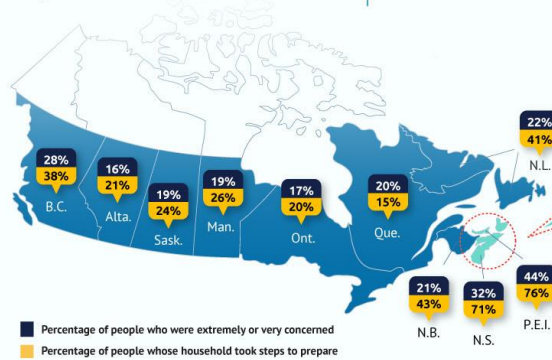 28%
38%
B.C.
16%
21%
Alta.
19%
24%
Sask.
19%
26%
Man.
17%
20%
Ont.
20%
15%
Que.
22%
41%
N.L.
21%
43%
N.B.
32%
71%
N.S.
44%
76%
P.E.I.
Percentage of people who were extremely or very concerned
Percentage of people whose household took steps to prepare